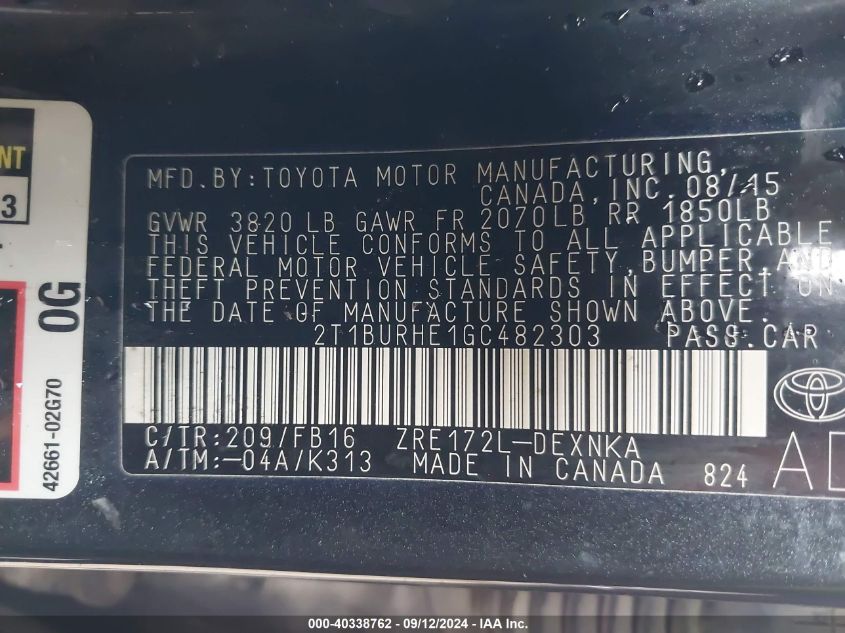 NT
3
0G
42661-02G70
MFD.BY:TOYOTA MOTOR MANUFACTURING,
CANADA, INC. 08/15
GVWR 3820 LB GAWR FR 2070LB RR 1850LB
THIS VEHICLE CONFORMS TO ALL APPLICABLE
FEDERAL MOTOR VEHICLE SAFETY, BUMPER, AND
THEFT PREVENTION STANDARDS IN EFFECT ON
THE DATE OF MANUFACTURE SHOWN ABOVE.
2T1BURHE1GC482303 PASS.CAR
C/TR:209/FB16 ZRE172L-DEXNKA
A/TM:-04A/K313 MADE IN CANADA 824
A
000-40338762 - 09/12/2024 - IAA Inc.